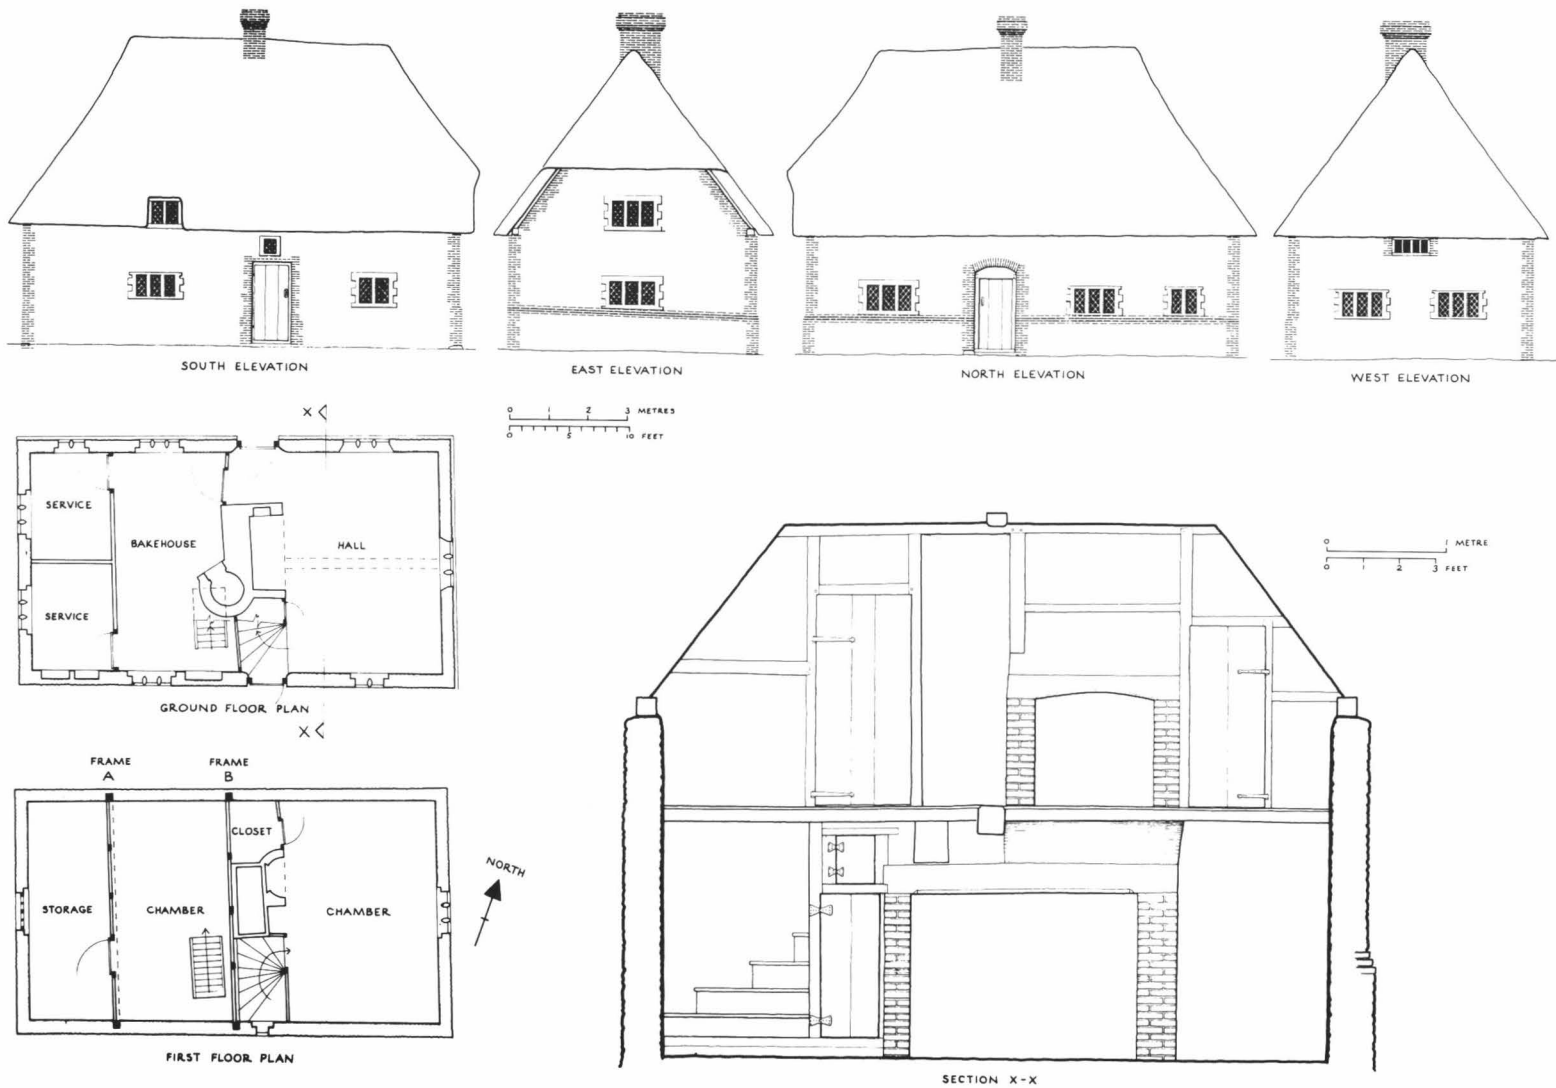 SOUTH ELEVATION
EAST ELEVATION
NORTH ELEVATION
WEST ELEVATION
0 1 2 3 METRES
0 5 10 FEET
X
SERVICE
BAKEHOUSE
HALL
SERVICE
GROUND FLOOR PLAN
X
0 1 METRE
0 1 2 3 FEET
FRAME
A
FRAME
B
CLOSET
STORAGE
CHAMBER
CHAMBER
NORTH
FIRST FLOOR PLAN
SECTION X-X